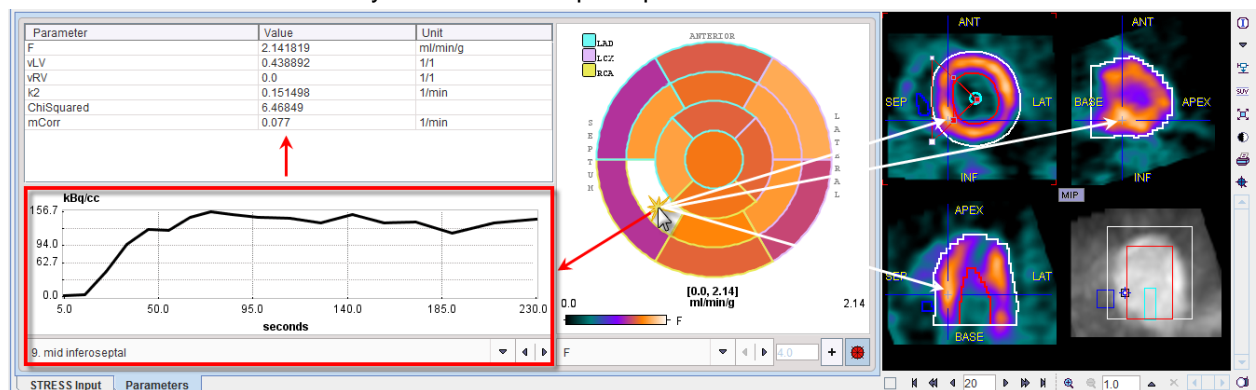 Parameter Value Unit
F 2.141819 ml/min/g
vLV 0.438892 1/1
vRV 0.0 1/1
k2 0.151498 1/min
ChiSquared 6.46849
mCorr 0.077 1/min
kBq/cc
156.7
94.0
62.7
0.0
5.0 50.0 95.0 140.0 185.0 230.0
seconds
9. mid inferoseptal
STRESS Input Parameters
LAD
LCX
RCA
ANTERIOR
SEPTUM
LATERAL
[0.0, 2.14]
0.0 ml/min/g 2.14
F
F 4.0 +
ANT
SEP LAT
INF
ANT
BASE APEX
INF
APEX
SEP LAT
BASE
MIP
SUV
20 1.0